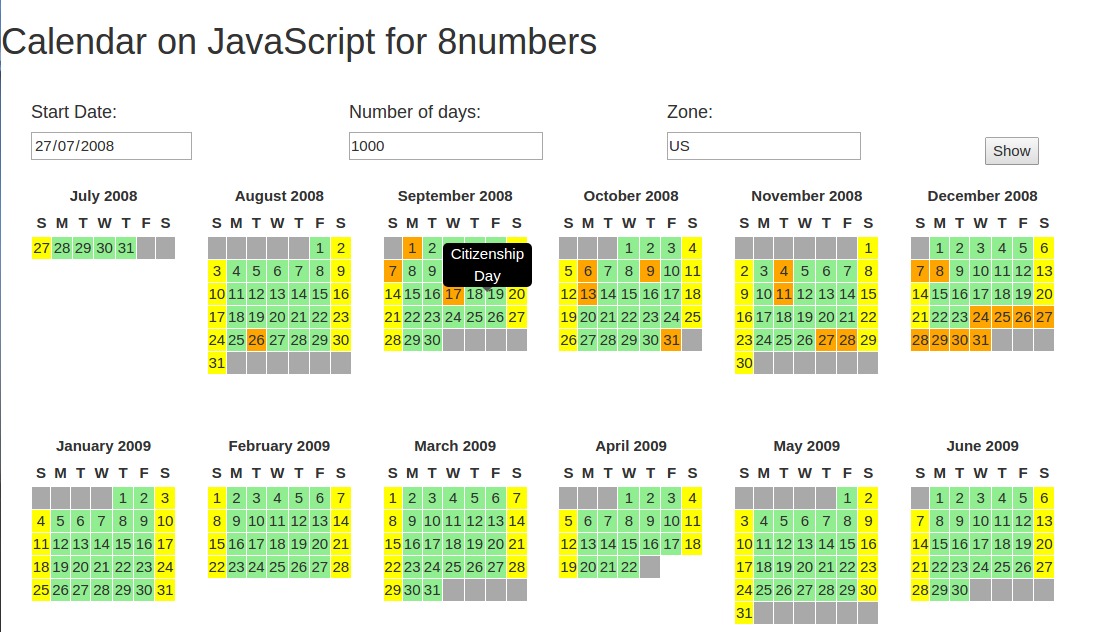 Calendar on JavaScript for 8numbers
Start Date: Number of days: Zone:
27/07/2008 1000 US Show
July 2008 August 2008 September 2008 October 2008 November 2008 December 2008
S M T W T F S S M T W T F S S M T W T F S S M T W T F S S M T W T F S S M T W T F S
27 28 29 30 31 1 2 1 2 1 2 3 4 1 1 2 3 4 5 6
Citizenship
3 4 5 6 7 8 9 7 8 9 5 6 7 8 9 10 11 2 3 4 5 6 7 8 7 8 9 10 11 12 13
Day
10 11 12 13 14 15 16 14 15 16 17 18 19 20 12 13 14 15 16 17 18 9 10 11 12 13 14 15 14 15 16 17 18 19 20
17 18 19 20 21 22 23 21 22 23 24 25 26 27 19 20 21 22 23 24 25 16 17 18 19 20 21 22 21 22 23 24 25 26 27
24 25 26 27 28 29 30 28 29 30 26 27 28 29 30 31 23 24 25 26 27 28 29 28 29 30 31
31 30
January 2009 February 2009 March 2009 April 2009 May 2009 June 2009
S M T W T F S S M T W T F S S M T W T F S S M T W T F S S M T W T F S S M T W T F S
1 2 3 1 2 3 4 5 6 7 1 2 3 4 5 6 7 1 2 3 4 1 2 1 2 3 4 5 6
4 5 6 7 8 9 10 8 9 10 11 12 13 14 8 9 10 11 12 13 14 5 6 7 8 9 10 11 3 4 5 6 7 8 9 7 8 9 10 11 12 13
11 12 13 14 15 16 17 15 16 17 18 19 20 21 15 16 17 18 19 20 21 12 13 14 15 16 17 18 10 11 12 13 14 15 16 14 15 16 17 18 19 20
18 19 20 21 22 23 24 22 23 24 25 26 27 28 22 23 24 25 26 27 28 19 20 21 22 17 18 19 20 21 22 23 21 22 23 24 25 26 27
25 26 27 28 29 30 31 29 30 31 24 25 26 27 28 29 30 28 29 30
31